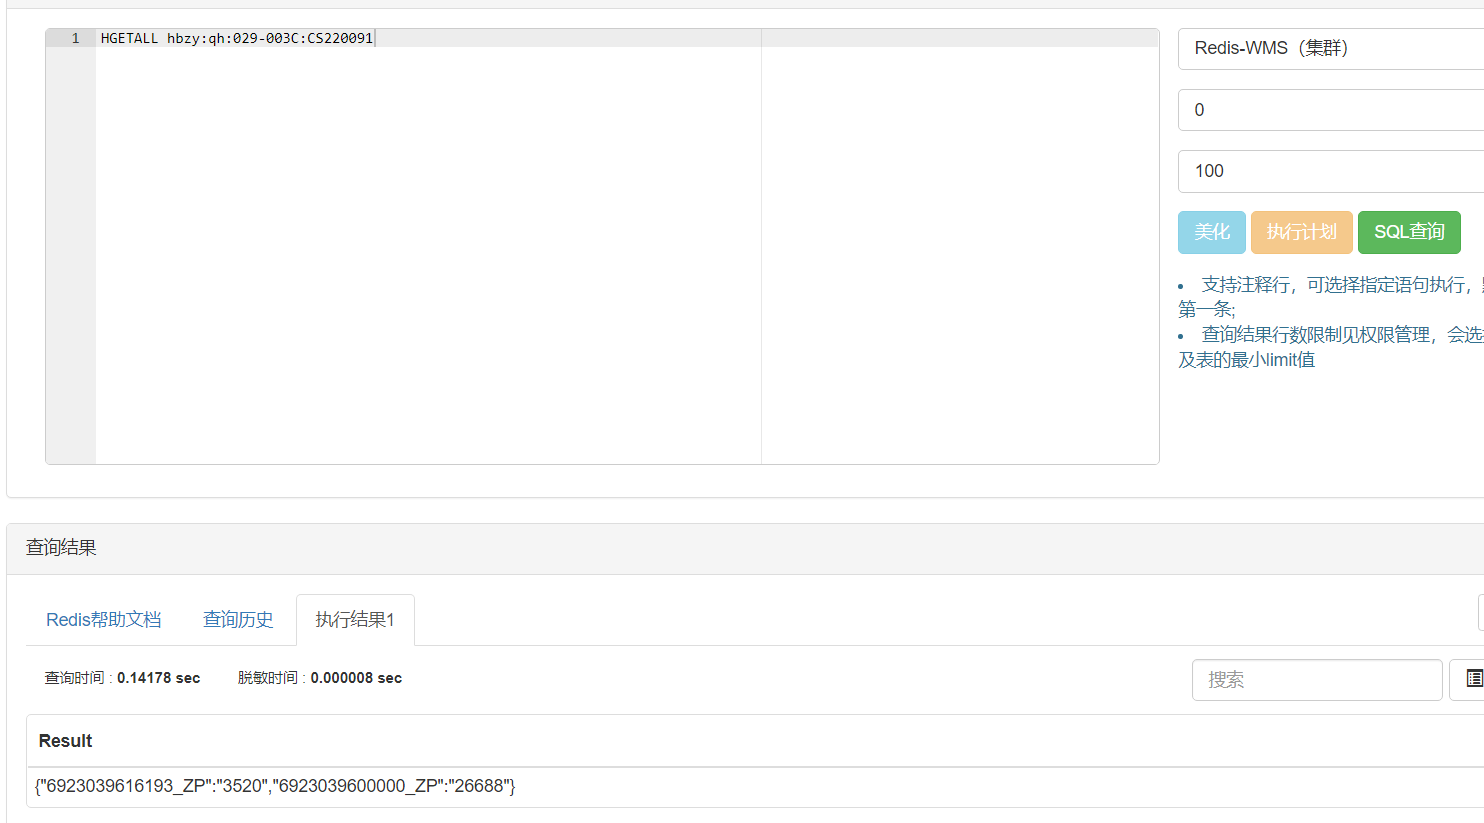 1 HGETALL hbzy:qh:029-003C:CS220091
Redis-WMS（集群）
0
100
美化 执行计划 SQL查询
支持注释行，可选择指定语句执行，
第一条;
查询结果行数限制见权限管理，会选
及表的最小limit值
查询结果
Redis帮助文档 查询历史 执行结果1
查询时间 : 0.14178 sec 脱敏时间 : 0.000008 sec
搜索
Result
{"6923039616193_ZP":"3520","6923039600000_ZP":"26688"}